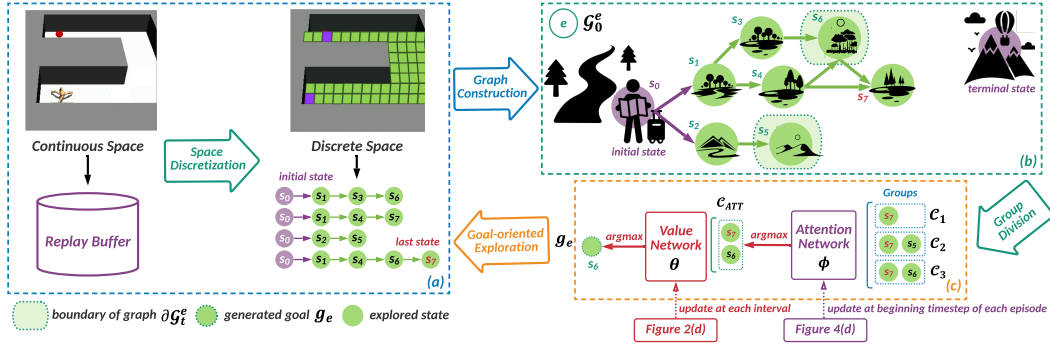 Continuous Space
Replay Buffer
Space
Discretization
Discrete Space
initial state
s0 s1 s3 s6
s0 s1 s4 s7
s0 s2 s5
last state
s0 s1 s4 s6 s7
(a)
Graph
Construction
e 𝒢₀ᵉ
s3
s6
s1
s4
s0
s7
s2
s5
initial state
terminal state
(b)
Group
Division
Groups
s7 𝒞₁
s7 s5 𝒞₂
s7 s6 𝒞₃
Attention
Network
ϕ
argmax
𝒞ATT
s7
s6
Value
Network
θ
argmax
gₑ
s6
(c)
Goal-oriented
Exploration
update at each interval
update at beginning timestep of each episode
Figure 2(d)
Figure 4(d)
boundary of graph ∂𝒢ₜᵉ generated goal gₑ explored state